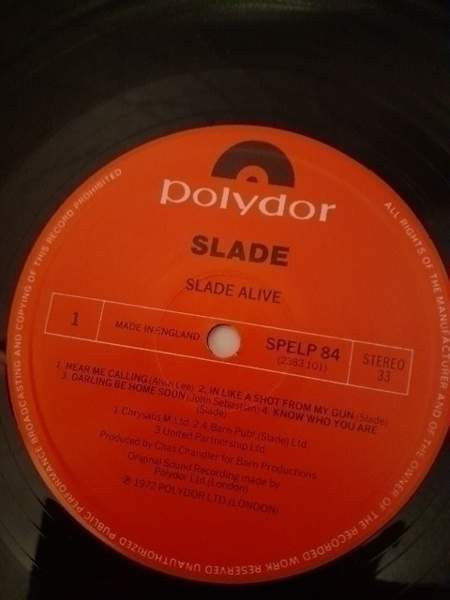 polydor
SLADE
SLADE ALIVE
1
MADE IN ENGLAND
SPELP 84
(2383 101)
STEREO
33
1. HEAR ME CALLING (Alvin Lee) 2. IN LIKE A SHOT FROM MY GUN (Slade)
3. DARLING BE HOME SOON (John Sebastian) 4. KNOW WHO YOU ARE
(Slade)
1 Chrysalis M. Ltd. 2.4 Barn Publ (Slade) Ltd.
3 United Partnership Ltd.
Produced by Chas Chandler for Barn Productions
Original Sound Recording made by
Polydor Ltd. (London)
℗ 1972 POLYDOR LTD. (LONDON)
ALL RIGHTS OF THE MANUFACTURER AND OF THE OWNER OF THE RECORDED WORK RESERVED UNAUTHORIZED PUBLIC PERFORMANCE BROADCASTING AND COPYING OF THIS RECORD PROHIBITED